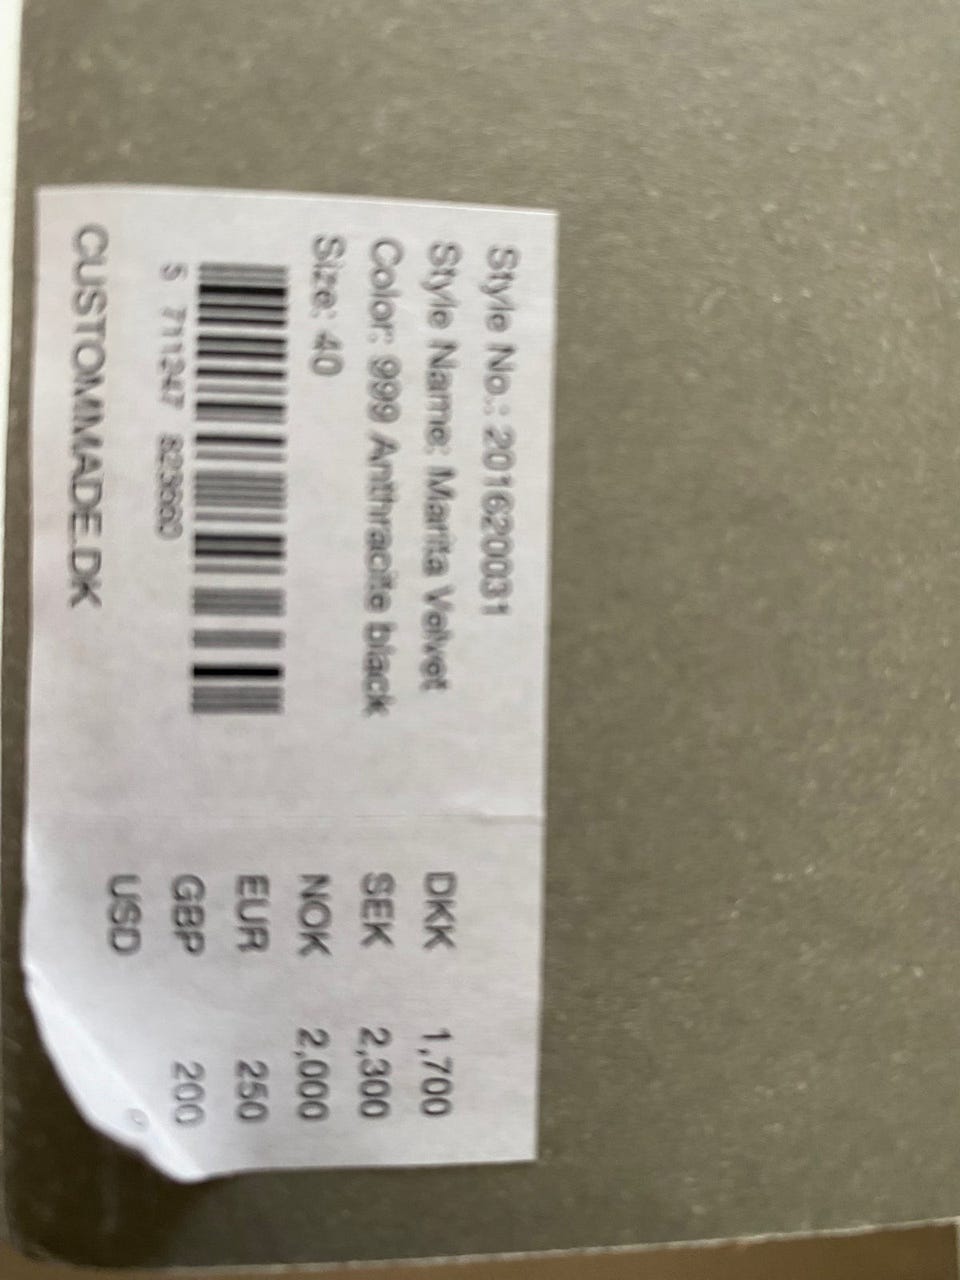 Style No.: 201620031
Style Name: Marita Velvet
Color: 999 Anthracite black
Size: 40
5 711247
CUSTOMMADE.DK
DKK 1,700
SEK 2,300
NOK 2,000
EUR 250
GBP 200
USD